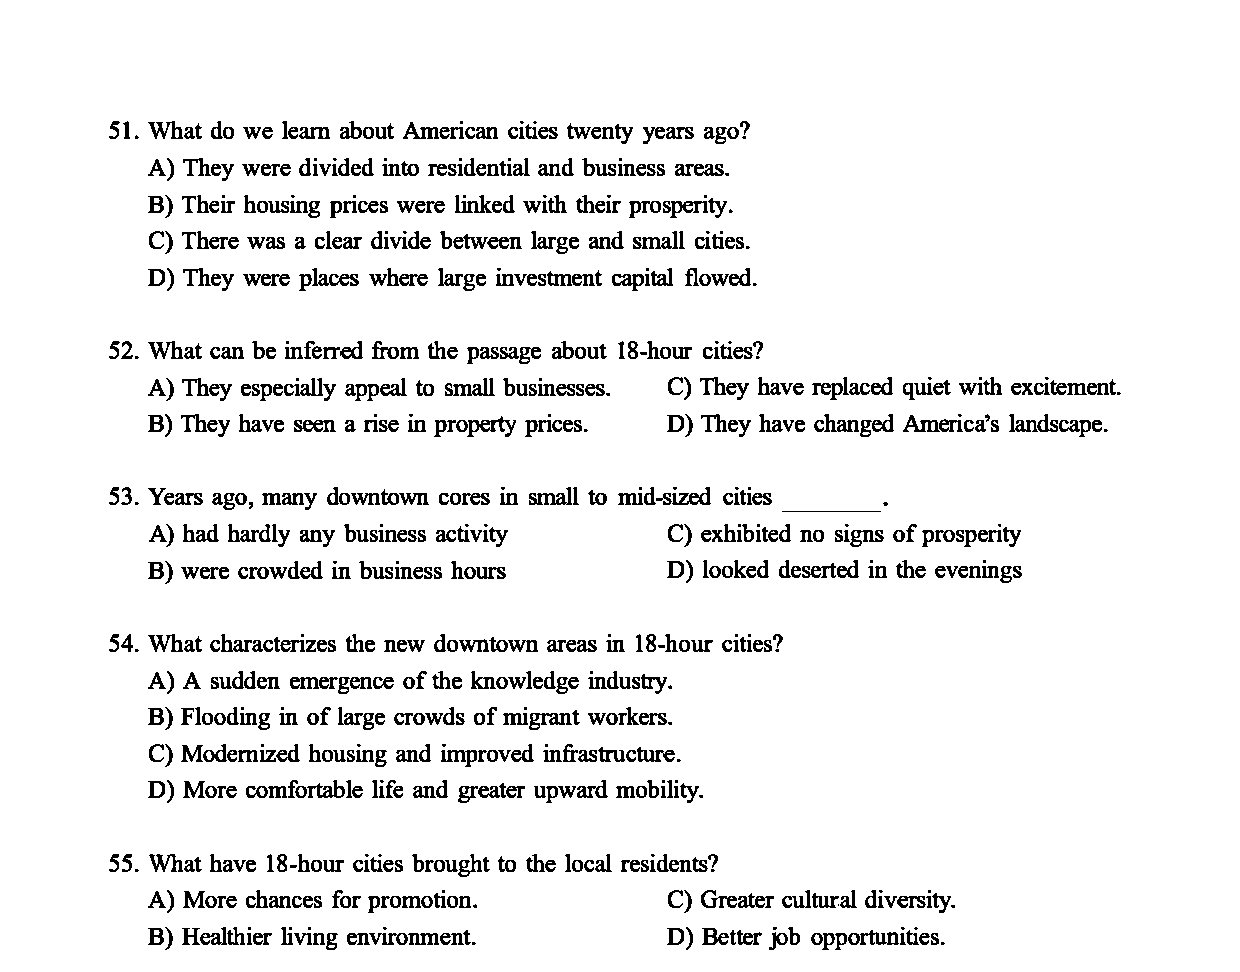 51. What do we learn about American cities twenty years ago?
A) They were divided into residential and business areas.
B) Their housing prices were linked with their prosperity.
C) There was a clear divide between large and small cities.
D) They were places where large investment capital flowed.
52. What can be inferred from the passage about 18-hour cities?
A) They especially appeal to small businesses. C) They have replaced quiet with excitement.
B) They have seen a rise in property prices. D) They have changed America's landscape.
53. Years ago, many downtown cores in small to mid-sized cities ________.
A) had hardly any business activity C) exhibited no signs of prosperity
B) were crowded in business hours D) looked deserted in the evenings
54. What characterizes the new downtown areas in 18-hour cities?
A) A sudden emergence of the knowledge industry.
B) Flooding in of large crowds of migrant workers.
C) Modernized housing and improved infrastructure.
D) More comfortable life and greater upward mobility.
55. What have 18-hour cities brought to the local residents?
A) More chances for promotion. C) Greater cultural diversity.
B) Healthier living environment. D) Better job opportunities.